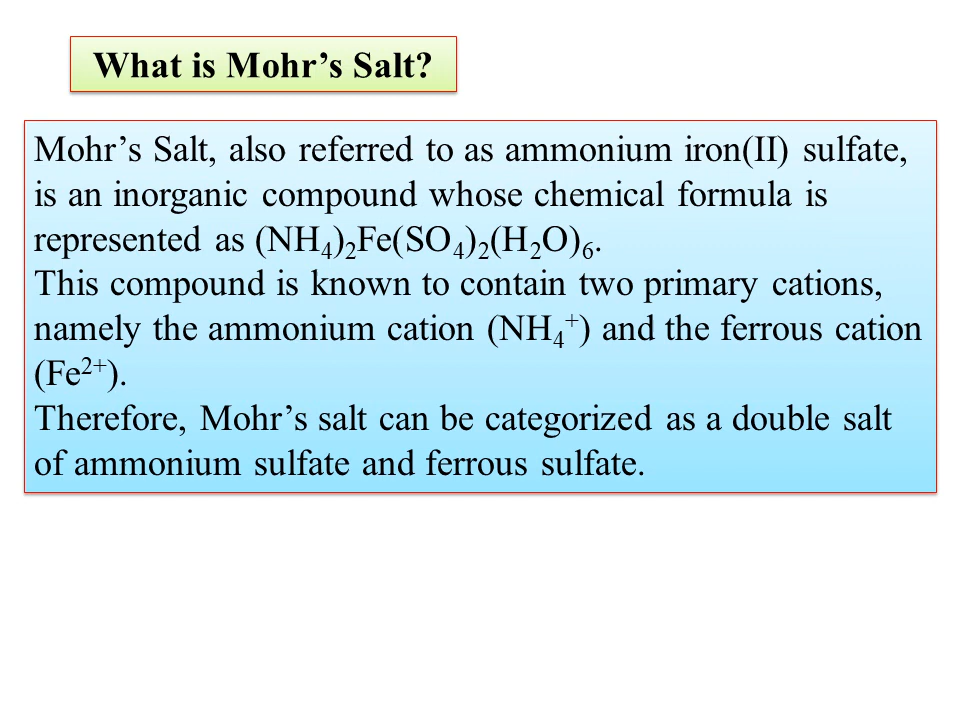 What is Mohr’s Salt?
Mohr’s Salt, also referred to as ammonium iron(II) sulfate,
is an inorganic compound whose chemical formula is
represented as (NH₄)₂Fe(SO₄)₂(H₂O)₆.
This compound is known to contain two primary cations,
namely the ammonium cation (NH₄⁺) and the ferrous cation
(Fe²⁺).
Therefore, Mohr’s salt can be categorized as a double salt
of ammonium sulfate and ferrous sulfate.